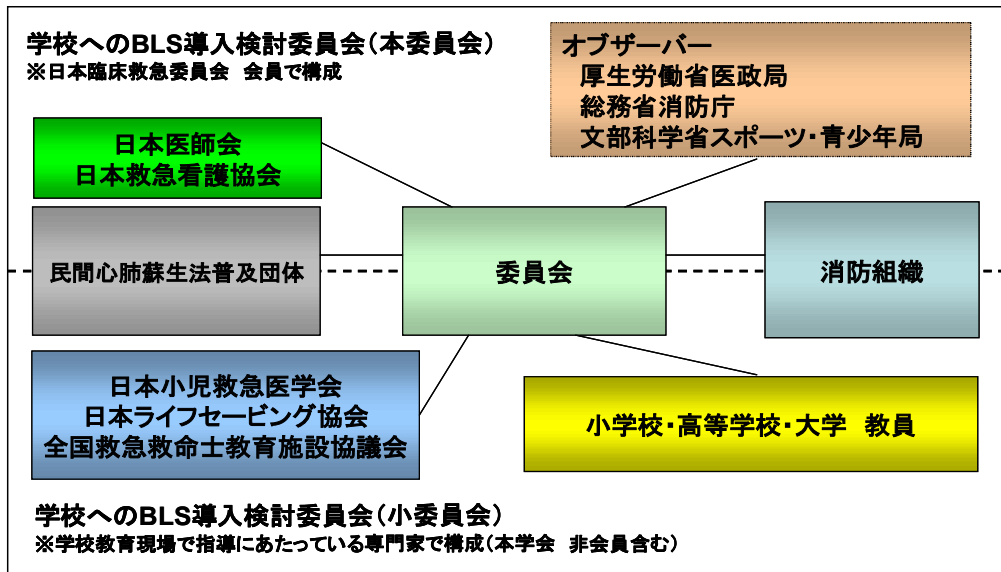 学校へのBLS導入検討委員会(本委員会)
※日本臨床救急委員会 会員で構成
オブザーバー
厚生労働省医政局
総務省消防庁
文部科学省スポーツ・青少年局
日本医師会
日本救急看護協会
民間心肺蘇生法普及団体
委員会
消防組織
日本小児救急医学会
日本ライフセービング協会
全国救急救命士教育施設協議会
小学校・高等学校・大学 教員
学校へのBLS導入検討委員会(小委員会)
※学校教育現場で指導にあたっている専門家で構成(本学会 非会員含む)